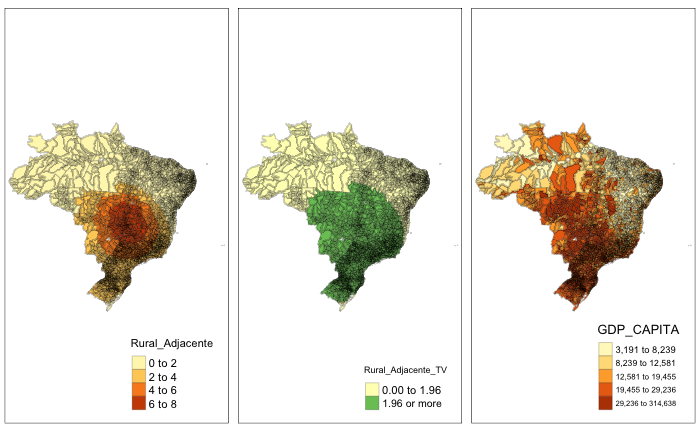 Rural_Adjacente
0 to 2
2 to 4
4 to 6
6 to 8
Rural_Adjacente_TV
0.00 to 1.96
1.96 or more
GDP_CAPITA
3,191 to 8,239
8,239 to 12,581
12,581 to 19,455
19,455 to 29,236
29,236 to 314,638